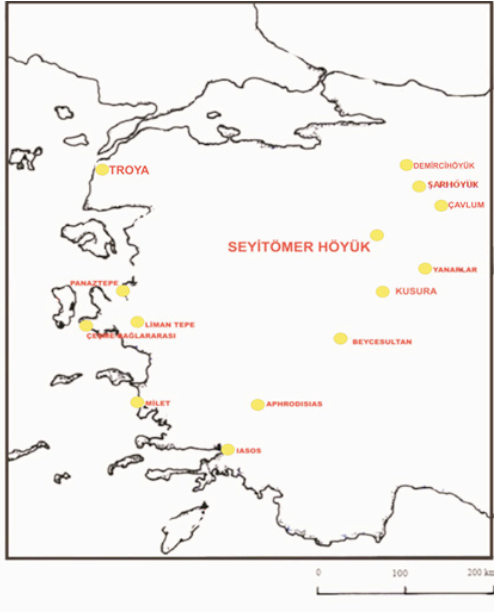 DEMİRCİHÖYÜK
TROYA
ŞARHÖYÜK
ÇAVLUM
SEYİTÖMER HÖYÜK
YANARLAR
PANAZTEPE
KUSURA
LİMAN TEPE
ÇEŞME BAĞLARARASI
BEYCESULTAN
MİLET
APHRODISIAS
IASOS
0 100 200 km